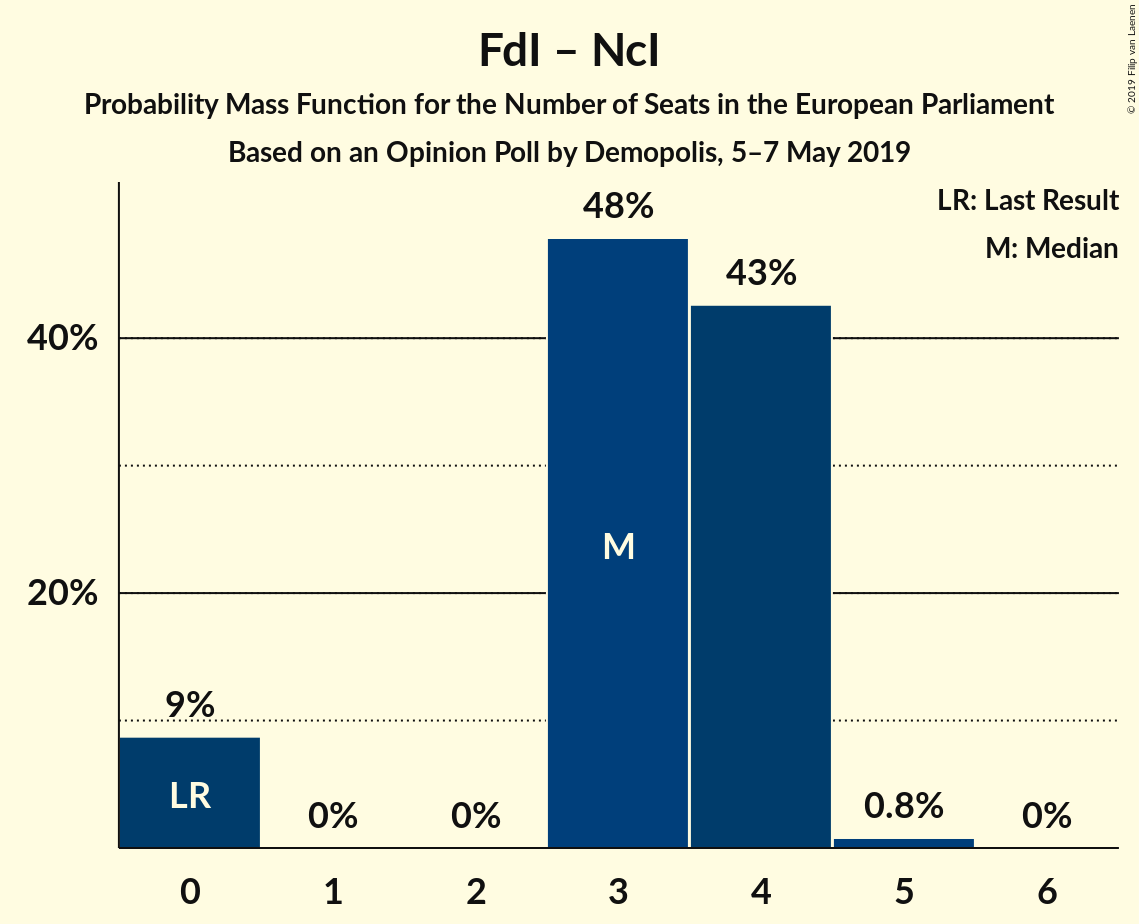 FdI – NcI
Probability Mass Function for the Number of Seats in the European Parliament
Based on an Opinion Poll by Demopolis, 5–7 May 2019
© 2019 Filip van Laenen
LR: Last Result
M: Median
48%
43%
40%
M
20%
9%
LR
0%
0%
0.8%
0%
0 1 2 3 4 5 6